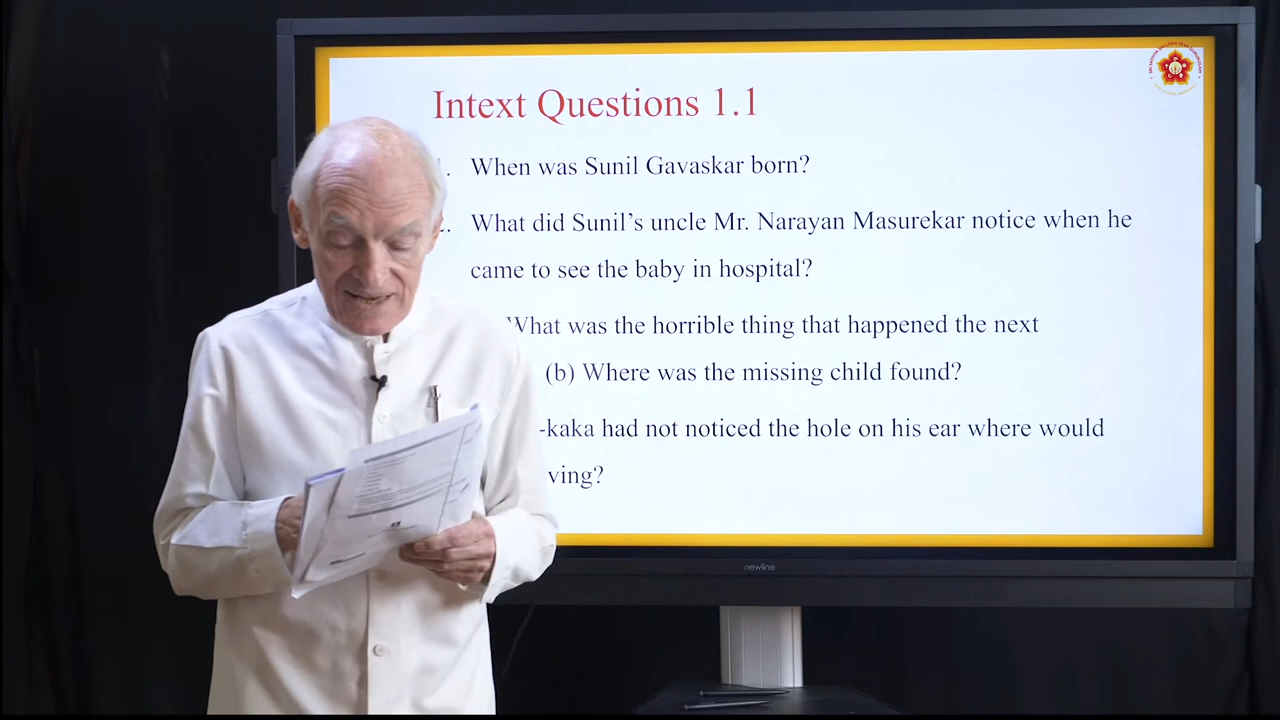 Intext Questions 1.1
When was Sunil Gavaskar born?
What did Sunil's uncle Mr. Narayan Masurekar notice when he
came to see the baby in hospital?
What was the horrible thing that happened the next
(b) Where was the missing child found?
-kaka had not noticed the hole on his ear where would
ving?
newline